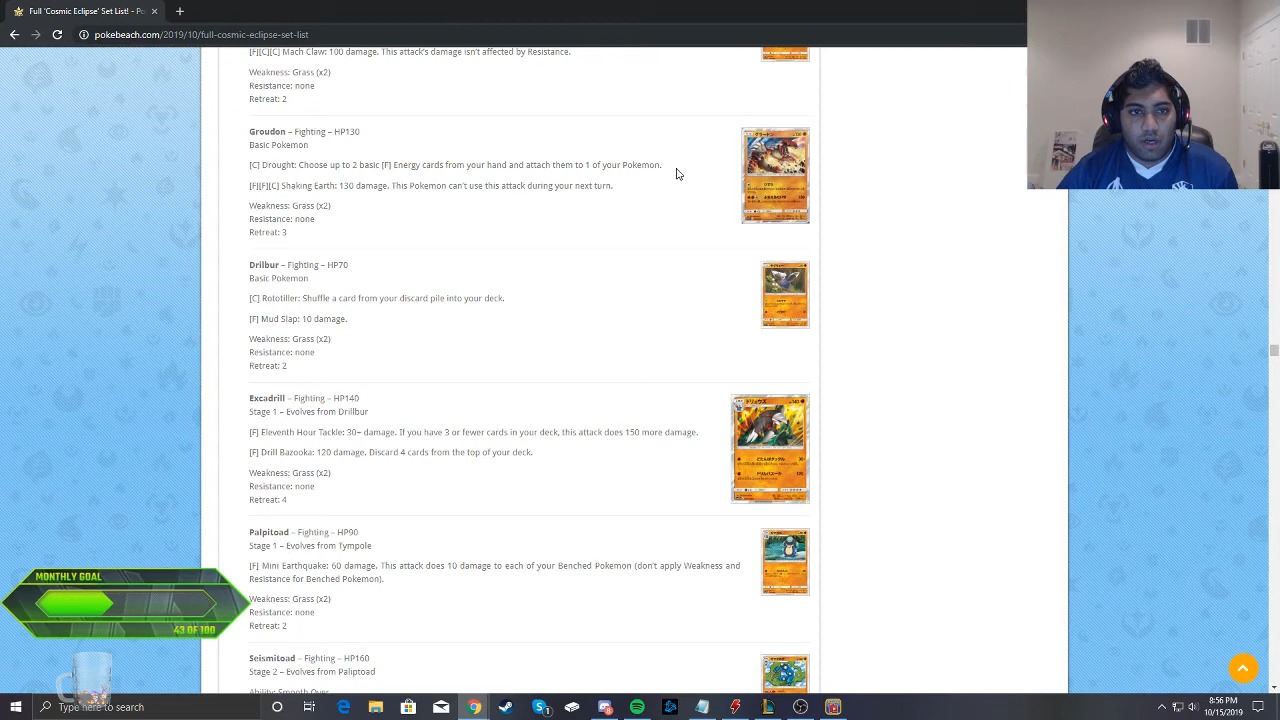 Full 'Cosmic Eclipse' Set List! – Po
pokebeach.com/2019/10/full-cosmic-eclipse-set-list
[F][C][C] Mach Claw: 100 damage. This attack's damage isn't affected by Resistance.
Weakness: Grass (x2)
Resistance: none
Retreat: 2
Groudon – Fighting – HP130
Basic Pokemon
[C] Drought: Choose up to 2 basic [F] Energy cards from your hand and attach them to 1 of your Pokemon.
[F][F][C] Shaking Earth: 130 damage. This Pokemon can't use this attack during your next turn.
Weakness: Grass (x2)
Resistance: none
Retreat: 3
Drilbur – Fighting – HP70
Basic Pokemon
[C] Rototiller: Shuffle a card from your discard pile into your deck.
[F] Mud Slap: 10 damage.
Weakness: Grass (x2)
Resistance: none
Retreat: 2
Excadrill – Fighting – HP140
Stage 1 – Evolves from Drillbur
[F] Eleventh Hour Tackle: 30+ damage. If you have 3 or fewer cards in your deck, this attack does 150 more damage.
[F] Drill Bazooka: 120 damage. Discard 4 cards from the top of your deck.
Weakness: Grass (x2)
Resistance: none
Retreat: 4
Palpitoad – Fighting – HP90
Stage 1 – Evolves from Tympole
[F] Mini Earthquake: 60 damage. This attack does 10 damage to each of your Benched Pokemon (don't apply Weakness and
Resistance for Benched Pokemon).
Weakness: Grass (x2)
Resistance: none
Retreat: 2
Seismitoad – Fighting – HP160
Stage 2 – Evolves from Palpitoad
MONTHLY GOAL
43 OF 100
Type here to search
8:56 PM
10/15/2019